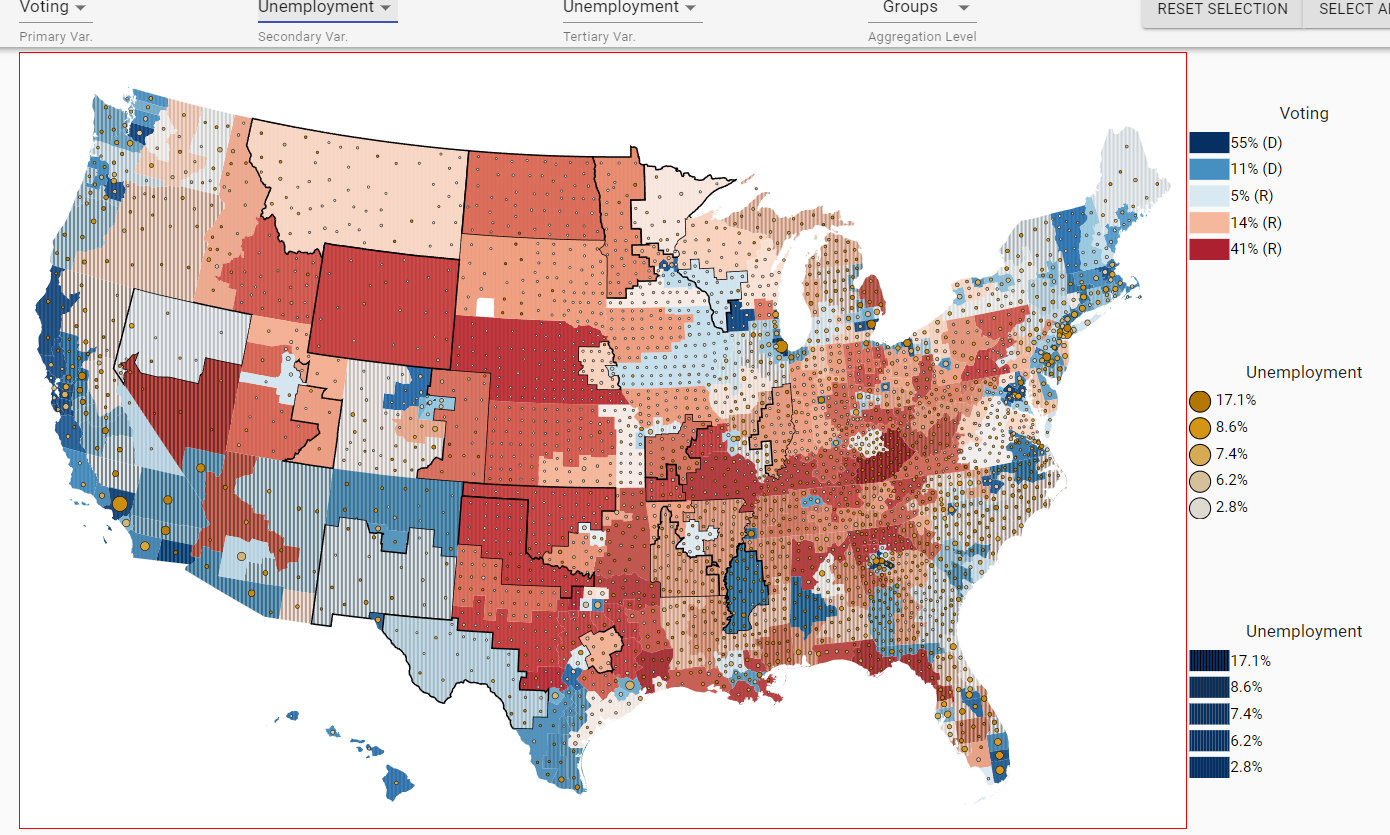 Voting Unemployment Unemployment Groups RESET SELECTION SELECT
Primary Var. Secondary Var. Tertiary Var. Aggregation Level
Voting
55% (D)
11% (D)
5% (R)
14% (R)
41% (R)
Unemployment
17.1%
8.6%
7.4%
6.2%
2.8%
Unemployment
17.1%
8.6%
7.4%
6.2%
2.8%